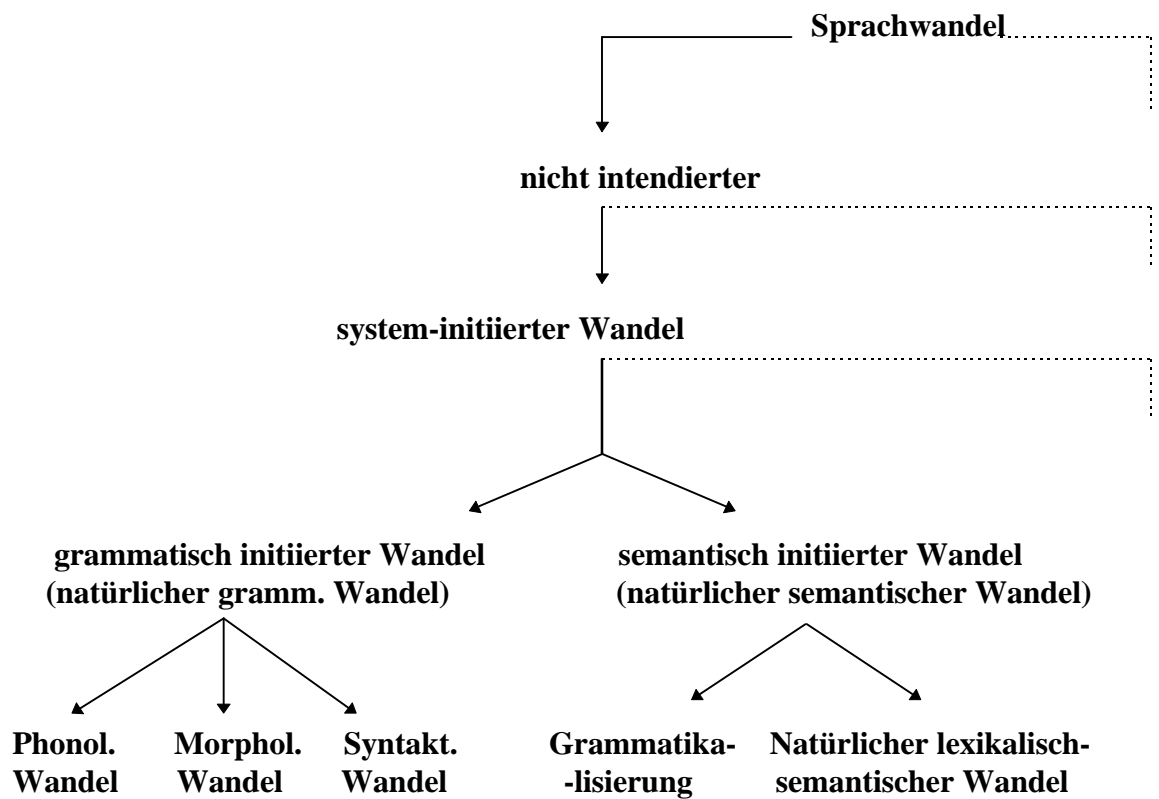 Sprachwandel
nicht intendierter
system-initiierter Wandel
grammatisch initiierter Wandel
(natürlicher gramm. Wandel)
semantisch initiierter Wandel
(natürlicher semantischer Wandel)
Phonol.
Wandel
Morphol.
Wandel
Syntakt.
Wandel
Grammatika-
-lisierung
Natürlicher lexikalisch-
semantischer Wandel